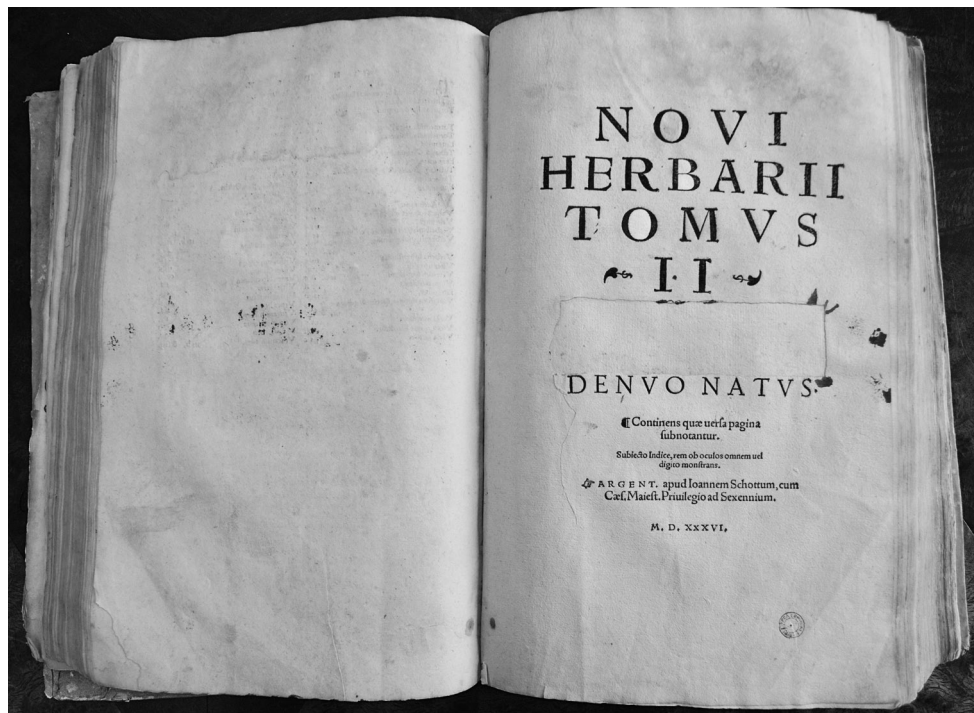 NOVI
HERBARII
TOMVS
I·I
DENVO NATVS·
¶ Continens quæ uerſa pagina
ſubnotantur.
Subiecto Indice, rem ob oculos omnem uel
digito monſtrans.
☞ ARGENT. apud Ioannem Schottum, cum
Cæſ. Maieſt. Priuilegio ad Sexennium.
M. D. XXXVI,